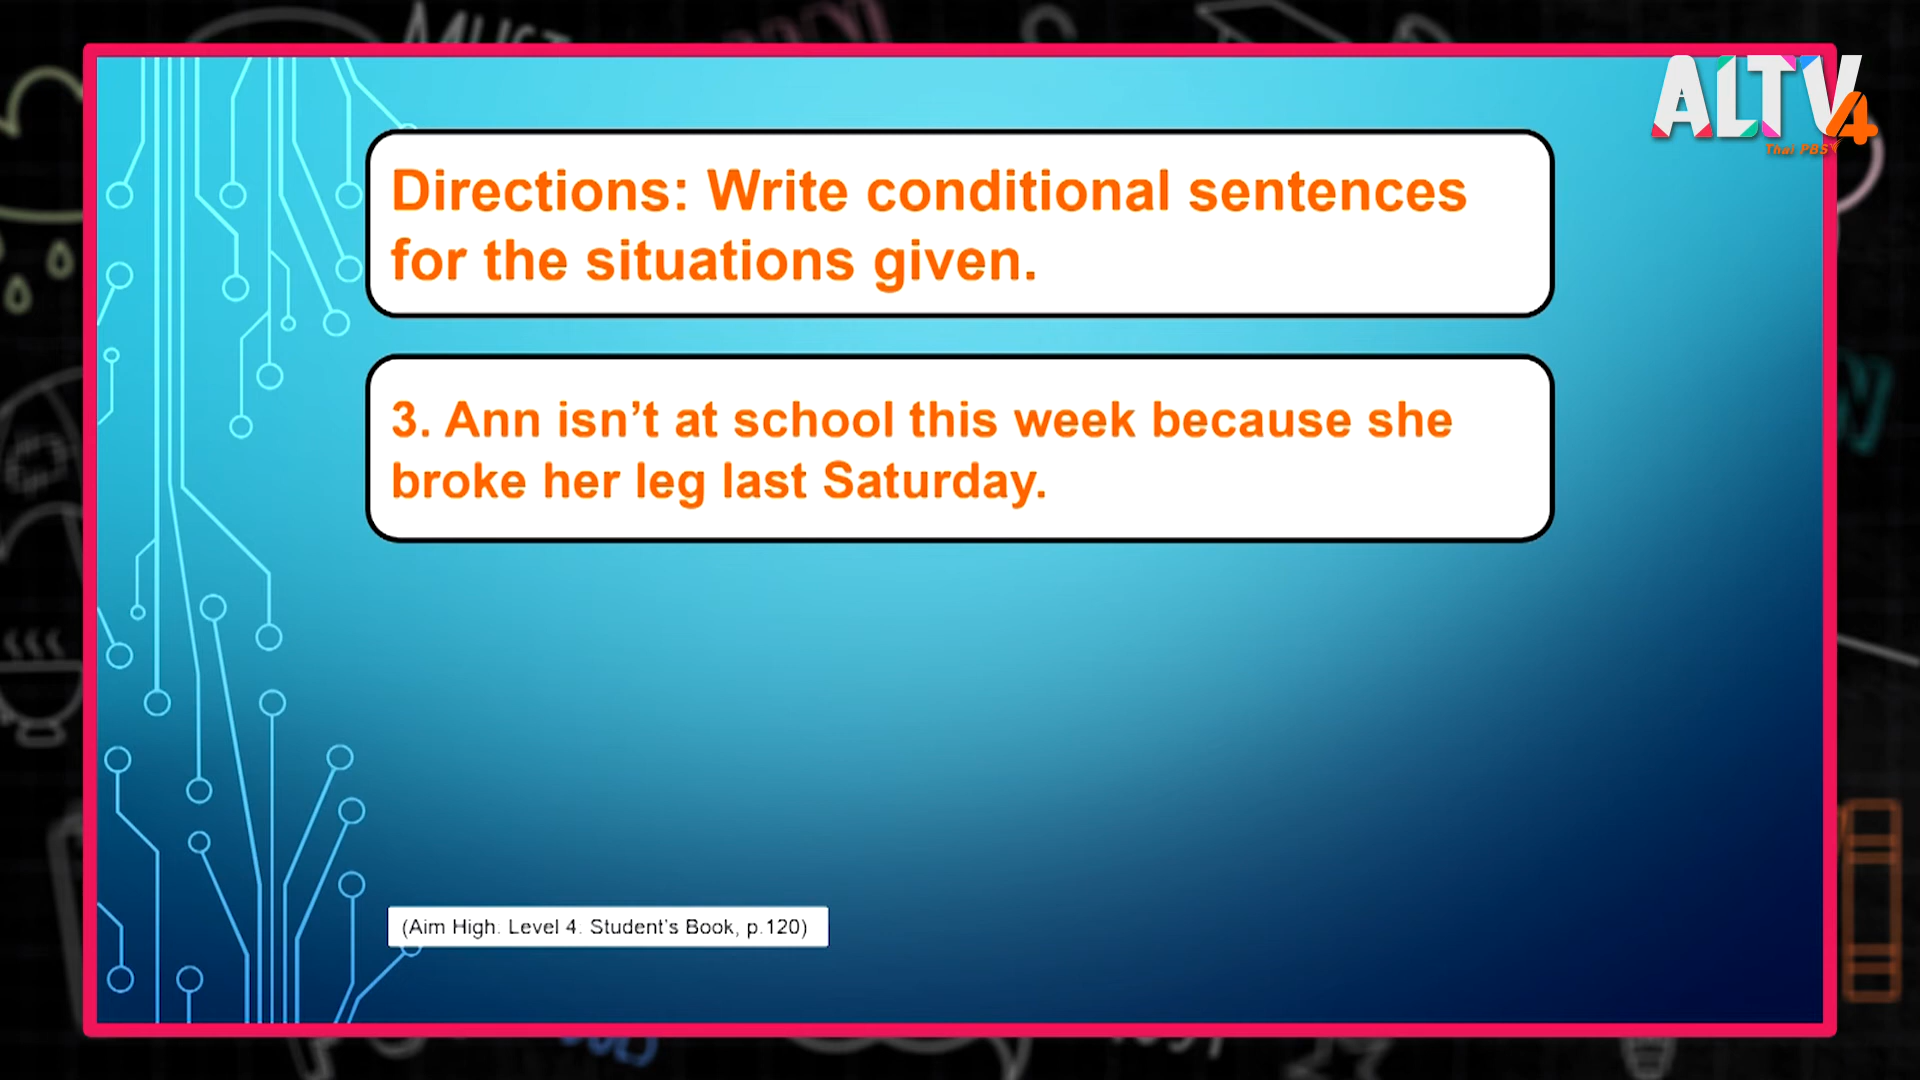 ALTV4
Thai PBS
Directions: Write conditional sentences
for the situations given.
3. Ann isn’t at school this week because she
broke her leg last Saturday.
(Aim High. Level 4. Student’s Book, p.120)